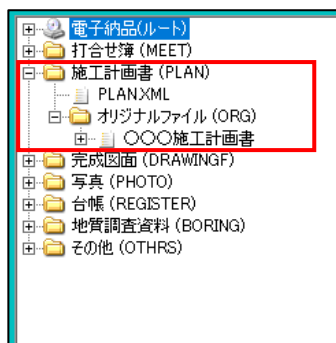 電子納品(ルート)
打合せ簿 (MEET)
施工計画書 (PLAN)
PLAN.XML
オリジナルファイル (ORG)
〇〇〇施工計画書
完成図面 (DRAWINGF)
写真 (PHOTO)
台帳 (REGISTER)
地質調査資料 (BORING)
その他 (OTHRS)